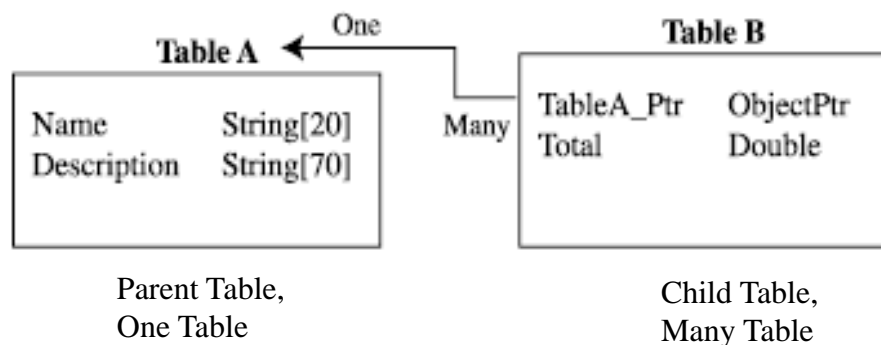 One
Table A
Name String[20]
Description String[70]
Parent Table,
One Table
Many
Table B
TableA_Ptr ObjectPtr
Total Double
Child Table,
Many Table